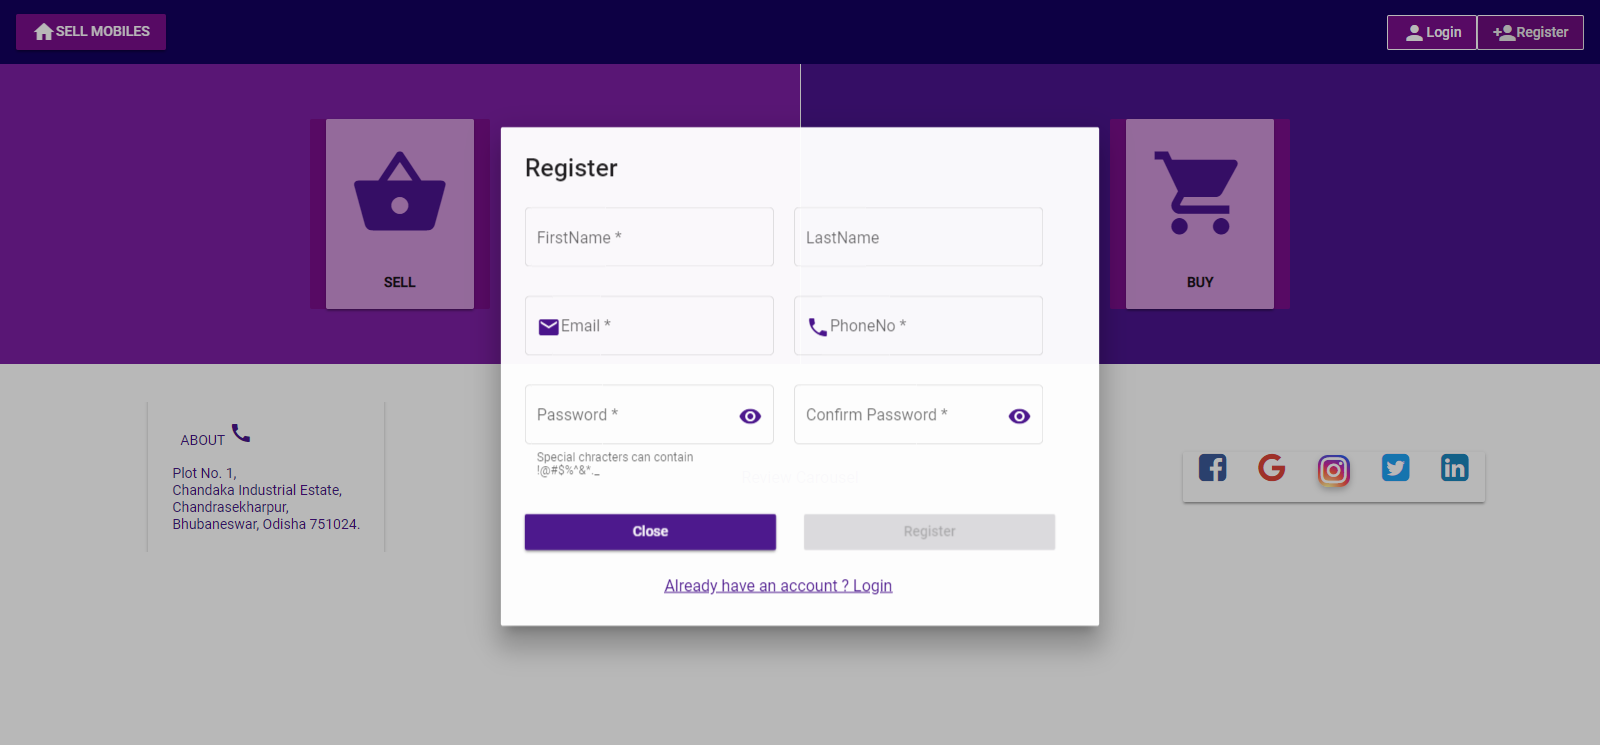 SELL MOBILES
Login
Register
SELL
BUY
Register
FirstName *
LastName
Email *
PhoneNo *
Password *
Confirm Password *
Special chracters can contain
!@#$%^&*._
Close
Register
Already have an account ? Login
ABOUT
Plot No. 1,
Chandaka Industrial Estate,
Chandrasekharpur,
Bhubaneswar, Odisha 751024.